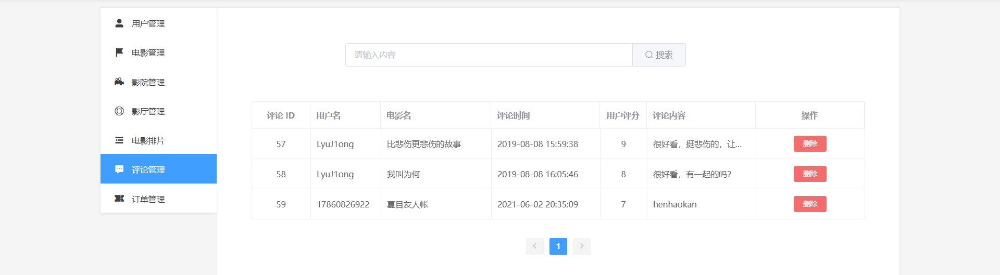 用户管理
电影管理
影院管理
影厅管理
电影排片
评论管理
订单管理
请输入内容 搜索
评论 ID 用户名 电影名 评论时间 用户评分 评论内容 操作
57 LyuJ1ong 比悲伤更悲伤的故事 2019-08-08 15:59:38 9 很好看，挺悲伤的，让... 删除
58 LyuJ1ong 我叫为何 2019-08-08 16:05:46 8 很好看，有一起的吗？ 删除
59 17860826922 夏目友人帐 2021-06-02 20:35:09 7 henhaokan 删除
1